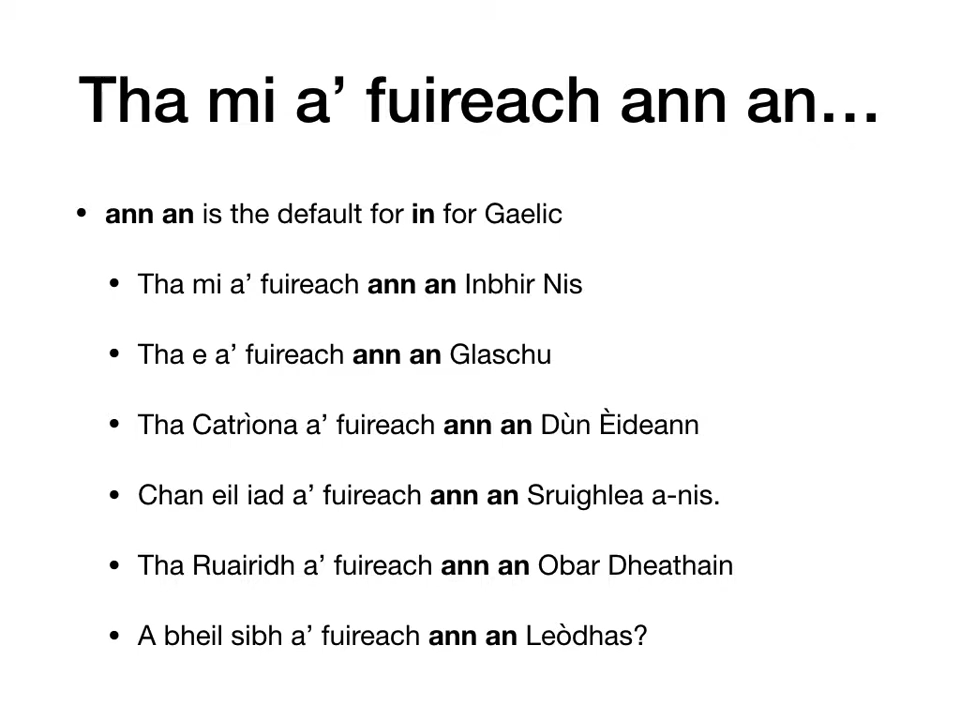 Tha mi a’ fuireach ann an…
• ann an is the default for in for Gaelic
• Tha mi a’ fuireach ann an Inbhir Nis
• Tha e a’ fuireach ann an Glaschu
• Tha Catrìona a’ fuireach ann an Dùn Èideann
• Chan eil iad a’ fuireach ann an Sruighlea a-nis.
• Tha Ruairidh a’ fuireach ann an Obar Dheathain
• A bheil sibh a’ fuireach ann an Leòdhas?